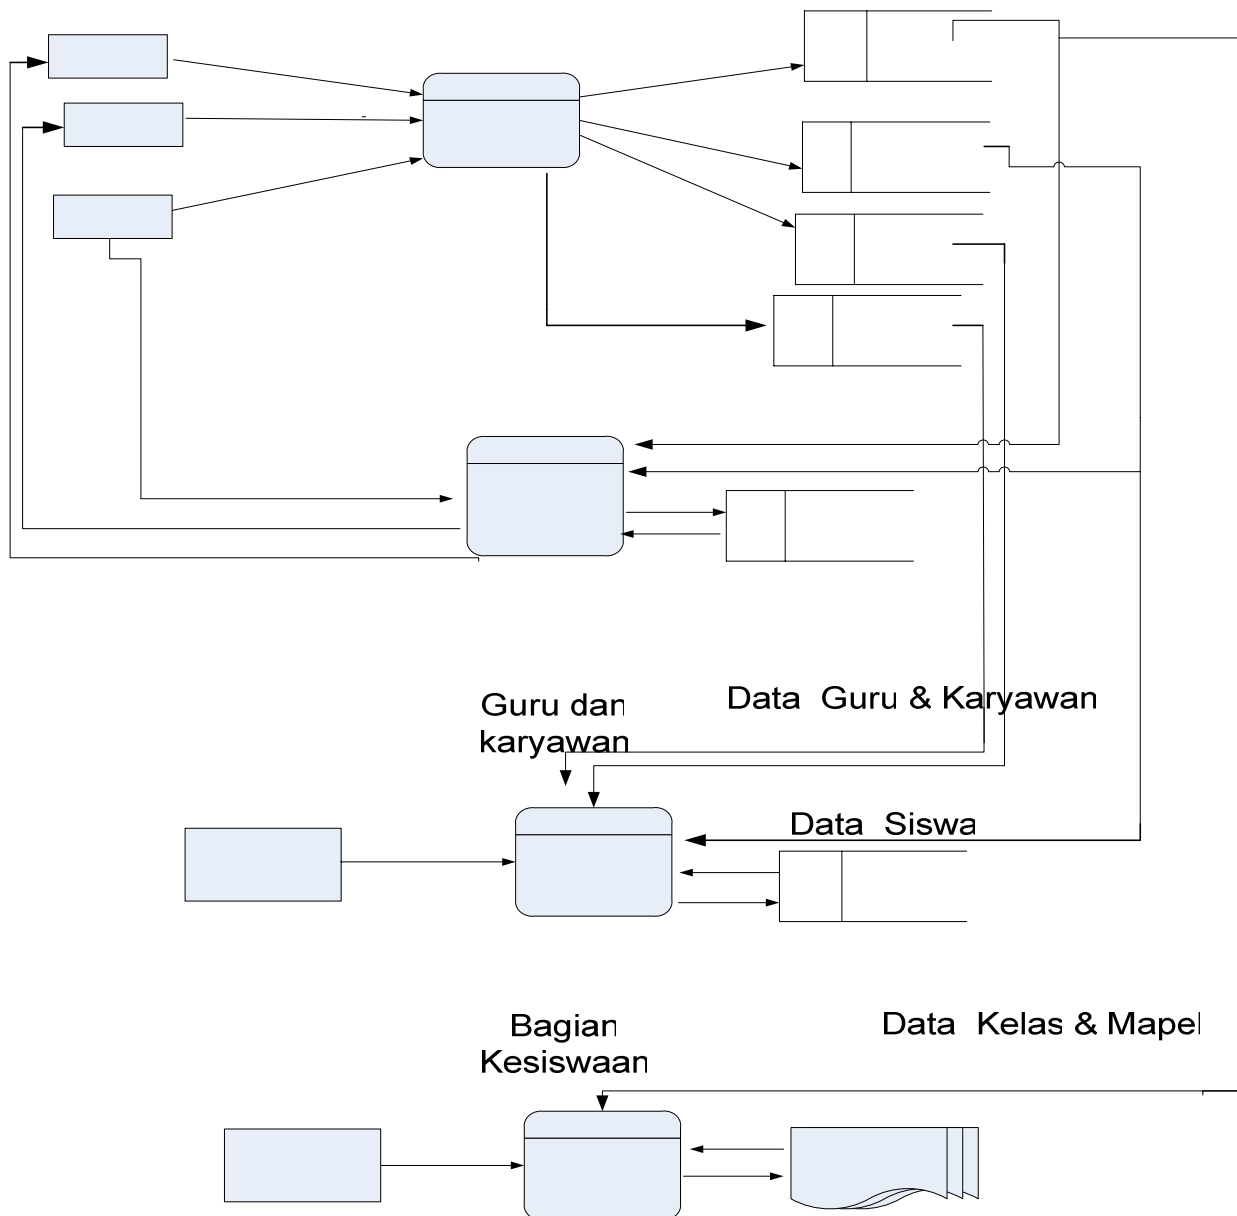 Guru dan
karyawan
Data Guru & Karyawan
Data Siswa
Bagian
Kesiswaan
Data Kelas & Mapel